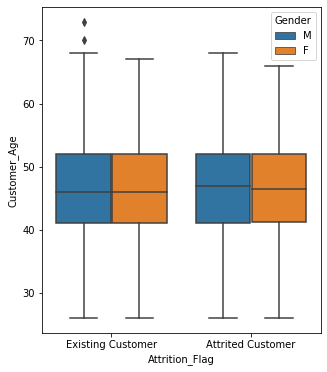 Gender
M
F
70
60
50
40
30
Customer_Age
Existing Customer
Attrited Customer
Attrition_Flag